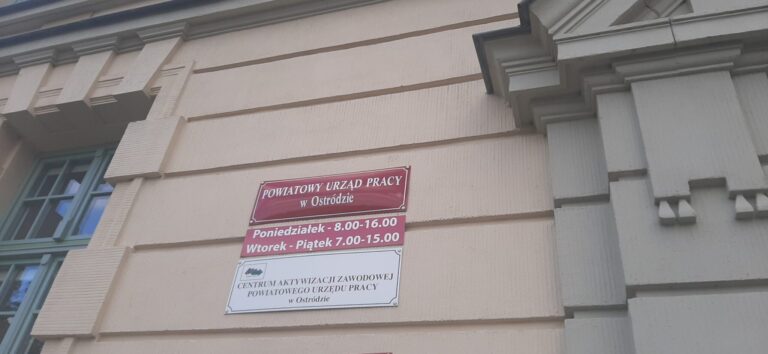 POWIATOWY URZĄD PRACY
w Ostródzie
Poniedziałek - 8.00-16.00
Wtorek - Piątek 7.00-15.00
CENTRUM AKTYWIZACJI ZAWODOWEJ
POWIATOWEGO URZĘDU PRACY
w Ostródzie